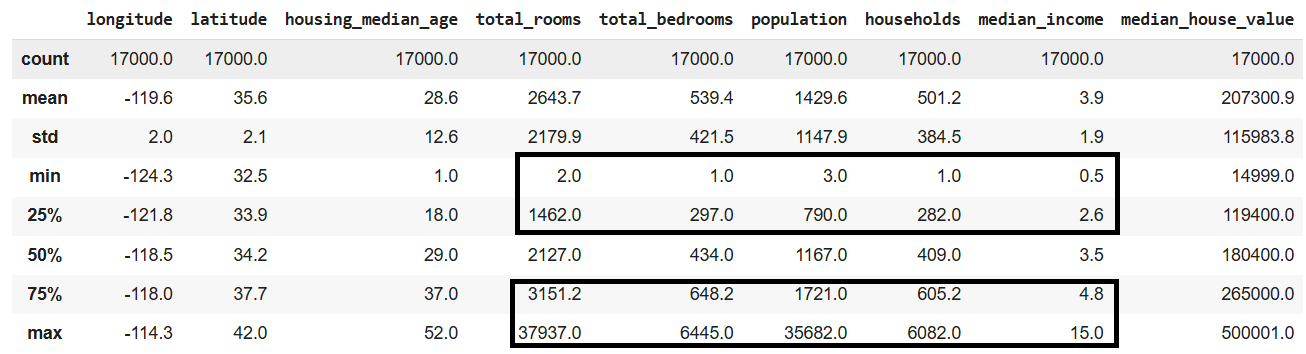 longitude latitude housing_median_age total_rooms total_bedrooms population households median_income median_house_value
count 17000.0 17000.0 17000.0 17000.0 17000.0 17000.0 17000.0 17000.0 17000.0
mean -119.6 35.6 28.6 2643.7 539.4 1429.6 501.2 3.9 207300.9
std 2.0 2.1 12.6 2179.9 421.5 1147.9 384.5 1.9 115983.8
min -124.3 32.5 1.0 2.0 1.0 3.0 1.0 0.5 14999.0
25% -121.8 33.9 18.0 1462.0 297.0 790.0 282.0 2.6 119400.0
50% -118.5 34.2 29.0 2127.0 434.0 1167.0 409.0 3.5 180400.0
75% -118.0 37.7 37.0 3151.2 648.2 1721.0 605.2 4.8 265000.0
max -114.3 42.0 52.0 37937.0 6445.0 35682.0 6082.0 15.0 500001.0